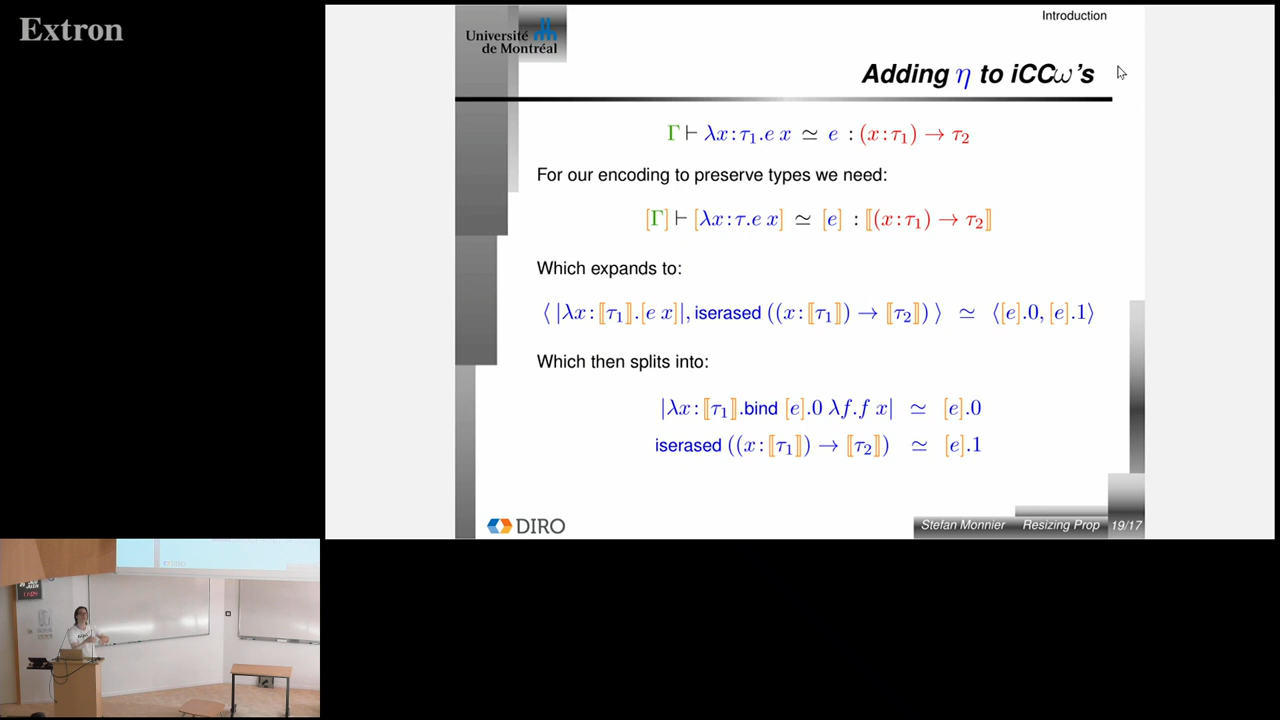 Extron
Introduction
Université
de Montréal
Adding η to iCCω's
Γ ⊢ λx:τ₁.e x ≃ e : (x:τ₁) → τ₂
For our encoding to preserve types we need:
[Γ] ⊢ [λx:τ.e x] ≃ [e] : ⟦(x:τ₁) → τ₂⟧
Which expands to:
⟨ |λx:⟦τ₁⟧.[e x]|, iserased ((x:⟦τ₁⟧) → ⟦τ₂⟧) ⟩ ≃ ⟨[e].0, [e].1⟩
Which then splits into:
|λx:⟦τ₁⟧.bind [e].0 λf.f x| ≃ [e].0
iserased ((x:⟦τ₁⟧) → ⟦τ₂⟧) ≃ [e].1
DIRO
Stefan Monnier Resizing Prop 19/17